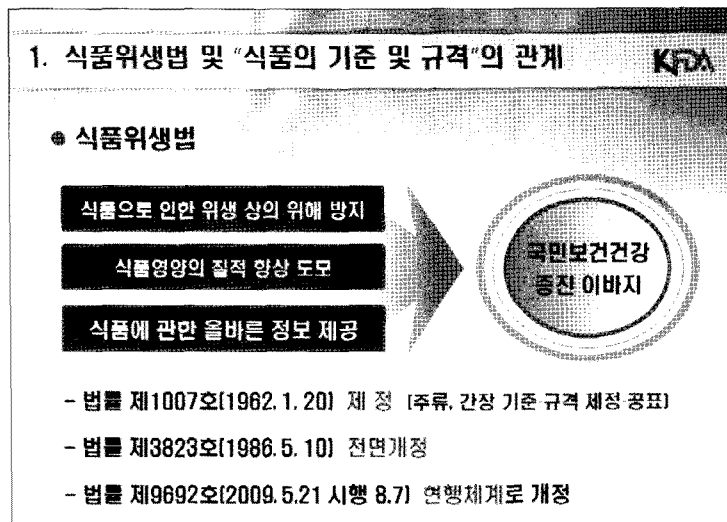 1. 식품위생법 및 "식품의 기준 및 규격"의 관계
KFDA
식품위생법
식품으로 인한 위생 상의 위해 방지
식품영양의 질적 향상 도모
식품에 관한 올바른 정보 제공
국민보건건강
증진 이바지
- 법률 제1007호(1962. 1. 20) 제 정 (주류, 간장 기준·규격 제정·공표)
- 법률 제3823호(1986. 5. 10) 전면개정
- 법률 제9692호(2009. 5.21 시행 8.7) 현행체계로 개정